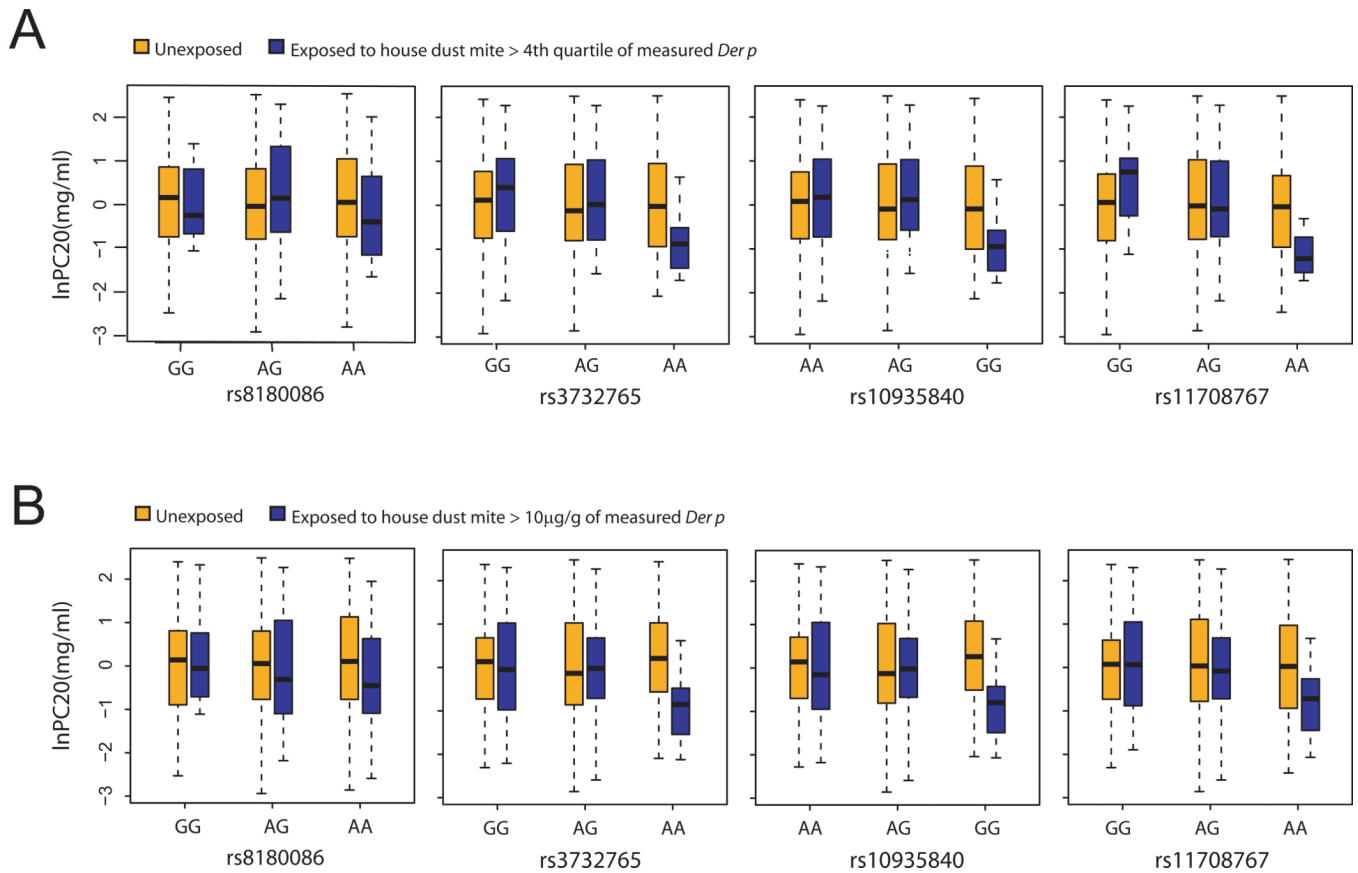 A
Unexposed Exposed to house dust mite > 4th quartile of measured Der p
lnPC20(mg/ml)
2
1
0
−1
−2
−3
GG AG AA
rs8180086
GG AG AA
rs3732765
AA AG GG
rs10935840
GG AG AA
rs11708767
B
Unexposed Exposed to house dust mite > 10µg/g of measured Der p
lnPC20(mg/ml)
2
1
0
−1
−2
−3
GG AG AA
rs8180086
GG AG AA
rs3732765
AA AG GG
rs10935840
GG AG AA
rs11708767